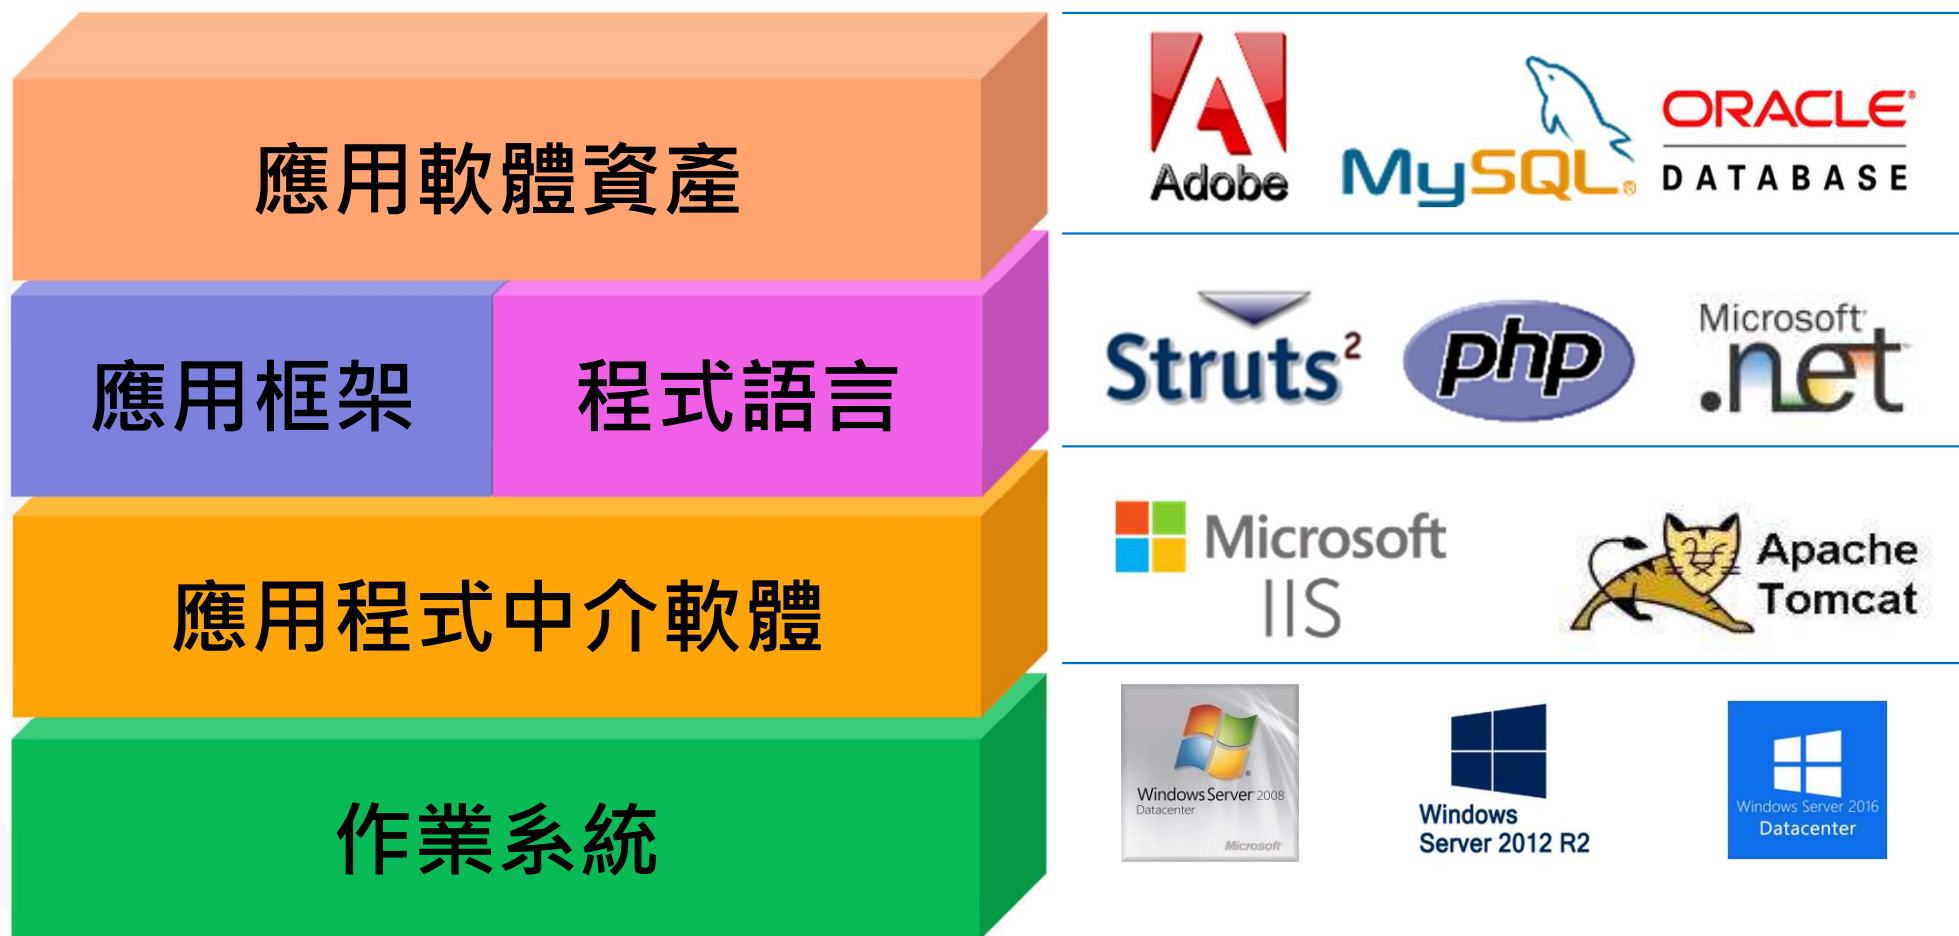 應用軟體資產
Adobe
MySQL®
ORACLE®
DATABASE
應用框架
程式語言
Struts²
php
Microsoft
.net
應用程式中介軟體
Microsoft
IIS
Apache
Tomcat
作業系統
Windows Server 2008
Datacenter
Microsoft
Windows
Server 2012 R2
Windows Server 2016
Datacenter